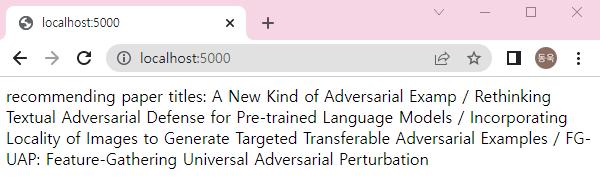 localhost:5000
localhost:5000
동욱
recommending paper titles: A New Kind of Adversarial Examp / Rethinking
Textual Adversarial Defense for Pre-trained Language Models / Incorporating
Locality of Images to Generate Targeted Transferable Adversarial Examples / FG-
UAP: Feature-Gathering Universal Adversarial Perturbation